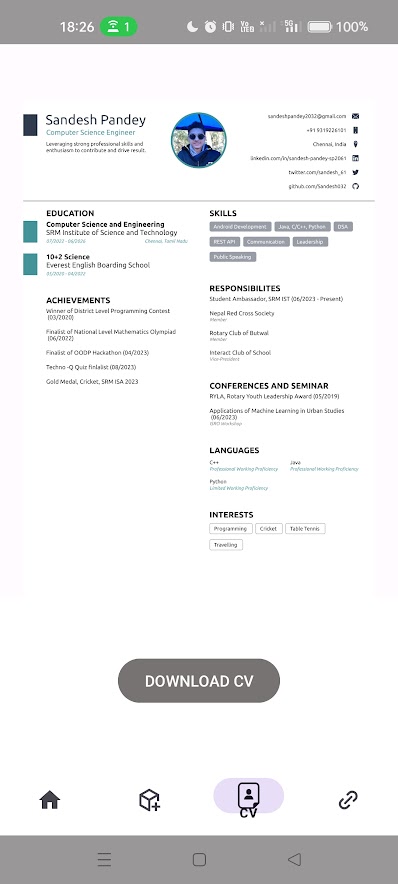 18:26
1
Vo
LTE
5G
100%
Sandesh Pandey
Computer Science Engineer
Leveraging strong professional skills and
enthusiasm to contribute and drive result.
sandeshpandey2032@gmail.com
+91 9319226101
Chennai, India
linkedin.com/in/sandesh-pandey-sp2061
twitter.com/sandesh_61
github.com/Sandesh032
EDUCATION
Computer Science and Engineering
SRM Institute of Science and Technology
07/2022 - 06/2026 Chennai, Tamil Nadu
10+2 Science
Everest English Boarding School
01/2020 - 04/2022
ACHIEVEMENTS
Winner of District Level Programming Contest
(03/2020)
Finalist of National Level Mathematics Olympiad
(06/2022)
Finalist of OODP Hackathon (04/2023)
Techno -Q Quiz finlalist (08/2023)
Gold Medal, Cricket, SRM ISA 2023
SKILLS
Android Development Java, C/C++, Python DSA
REST API Communication Leadership
Public Speaking
RESPONSIBILITES
Student Ambassador, SRM IST (06/2023 - Present)
Nepal Red Cross Society
Member
Rotary Club of Butwal
Member
Interact Club of School
Vice-President
CONFERENCES AND SEMINAR
RYLA, Rotary Youth Leadership Award (05/2019)
Applications of Machine Learning in Urban Studies
(06/2023)
ISRO Workshop
LANGUAGES
C++ Java
Professional Working Proficiency Professional Working Proficiency
Python
Limited Working Proficiency
INTERESTS
Programming Cricket Table Tennis
Travelling
DOWNLOAD CV
CV